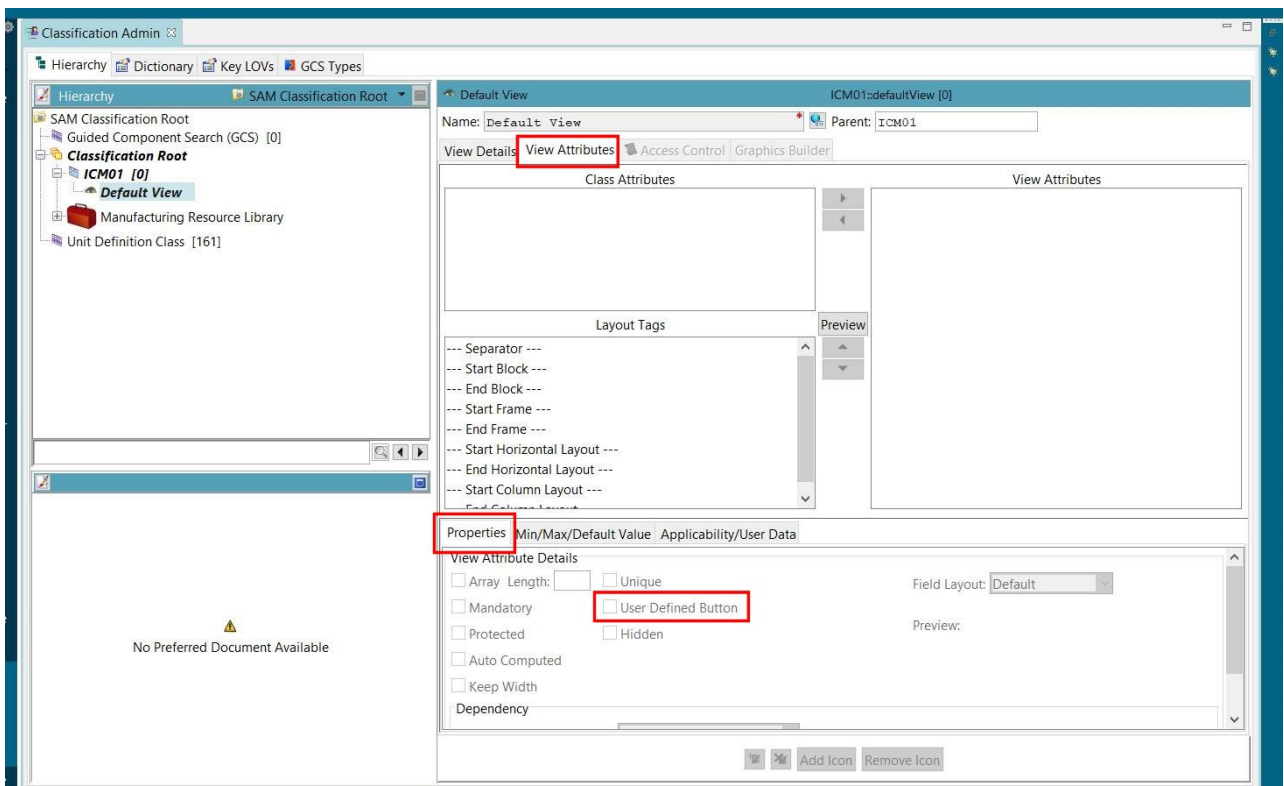 Classification Admin
Hierarchy Dictionary Key LOVs GCS Types
Hierarchy SAM Classification Root
SAM Classification Root
Guided Component Search (GCS) [0]
Classification Root
ICM01 [0]
Default View
Manufacturing Resource Library
Unit Definition Class [161]
No Preferred Document Available
Default View ICM01::defaultView [0]
Name: Default View * Parent: ICM01
View Details View Attributes Access Control Graphics Builder
Class Attributes View Attributes
Layout Tags Preview
--- Separator ---
--- Start Block ---
--- End Block ---
--- Start Frame ---
--- End Frame ---
--- Start Horizontal Layout ---
--- End Horizontal Layout ---
--- Start Column Layout ---
--- End Column Layout ---
Properties Min/Max/Default Value Applicability/User Data
View Attribute Details
Array Length: Unique Field Layout: Default
Mandatory User Defined Button
Protected Hidden Preview:
Auto Computed
Keep Width
Dependency
Add Icon Remove Icon